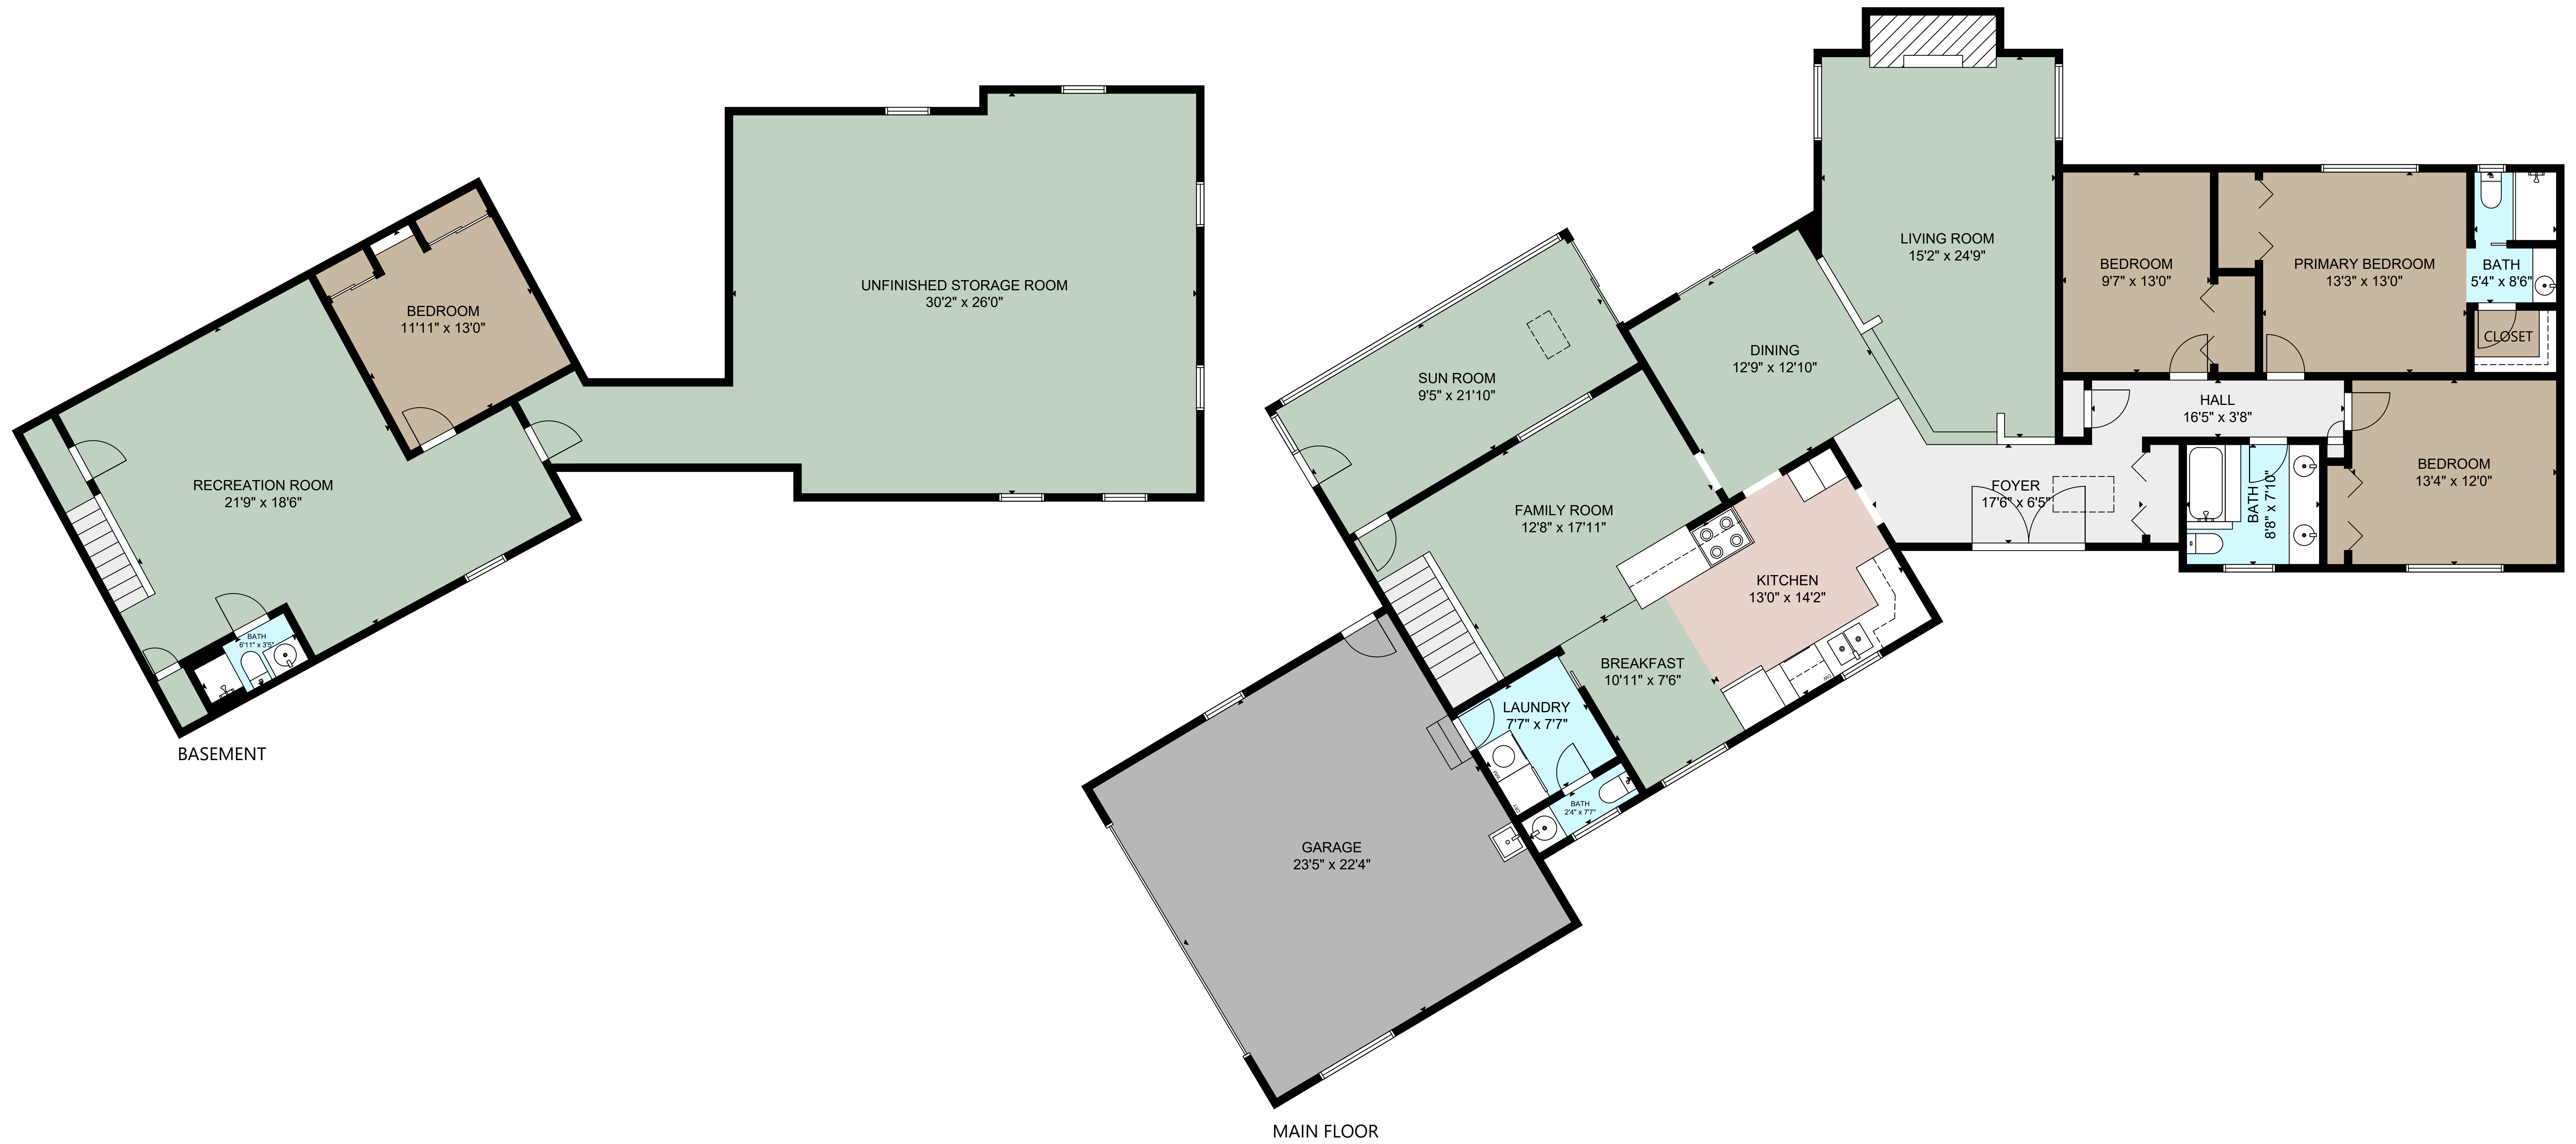 UNFINISHED STORAGE ROOM
30'2" x 26'0"
BEDROOM
11'11" x 13'0"
RECREATION ROOM
21'9" x 18'6"
BATH
6'11" x 3'5"
BASEMENT
LIVING ROOM
15'2" x 24'9"
BEDROOM
9'7" x 13'0"
PRIMARY BEDROOM
13'3" x 13'0"
BATH
5'4" x 8'6"
CLOSET
DINING
12'9" x 12'10"
SUN ROOM
9'5" x 21'10"
HALL
16'5" x 3'8"
BEDROOM
13'4" x 12'0"
FOYER
17'6" x 6'5"
BATH
8'8" x 7'10"
FAMILY ROOM
12'8" x 17'11"
KITCHEN
13'0" x 14'2"
BREAKFAST
10'11" x 7'6"
DW
LAUNDRY
7'7" x 7'7"
BATH
2'4" x 7'7"
GARAGE
23'5" x 22'4"
MAIN FLOOR